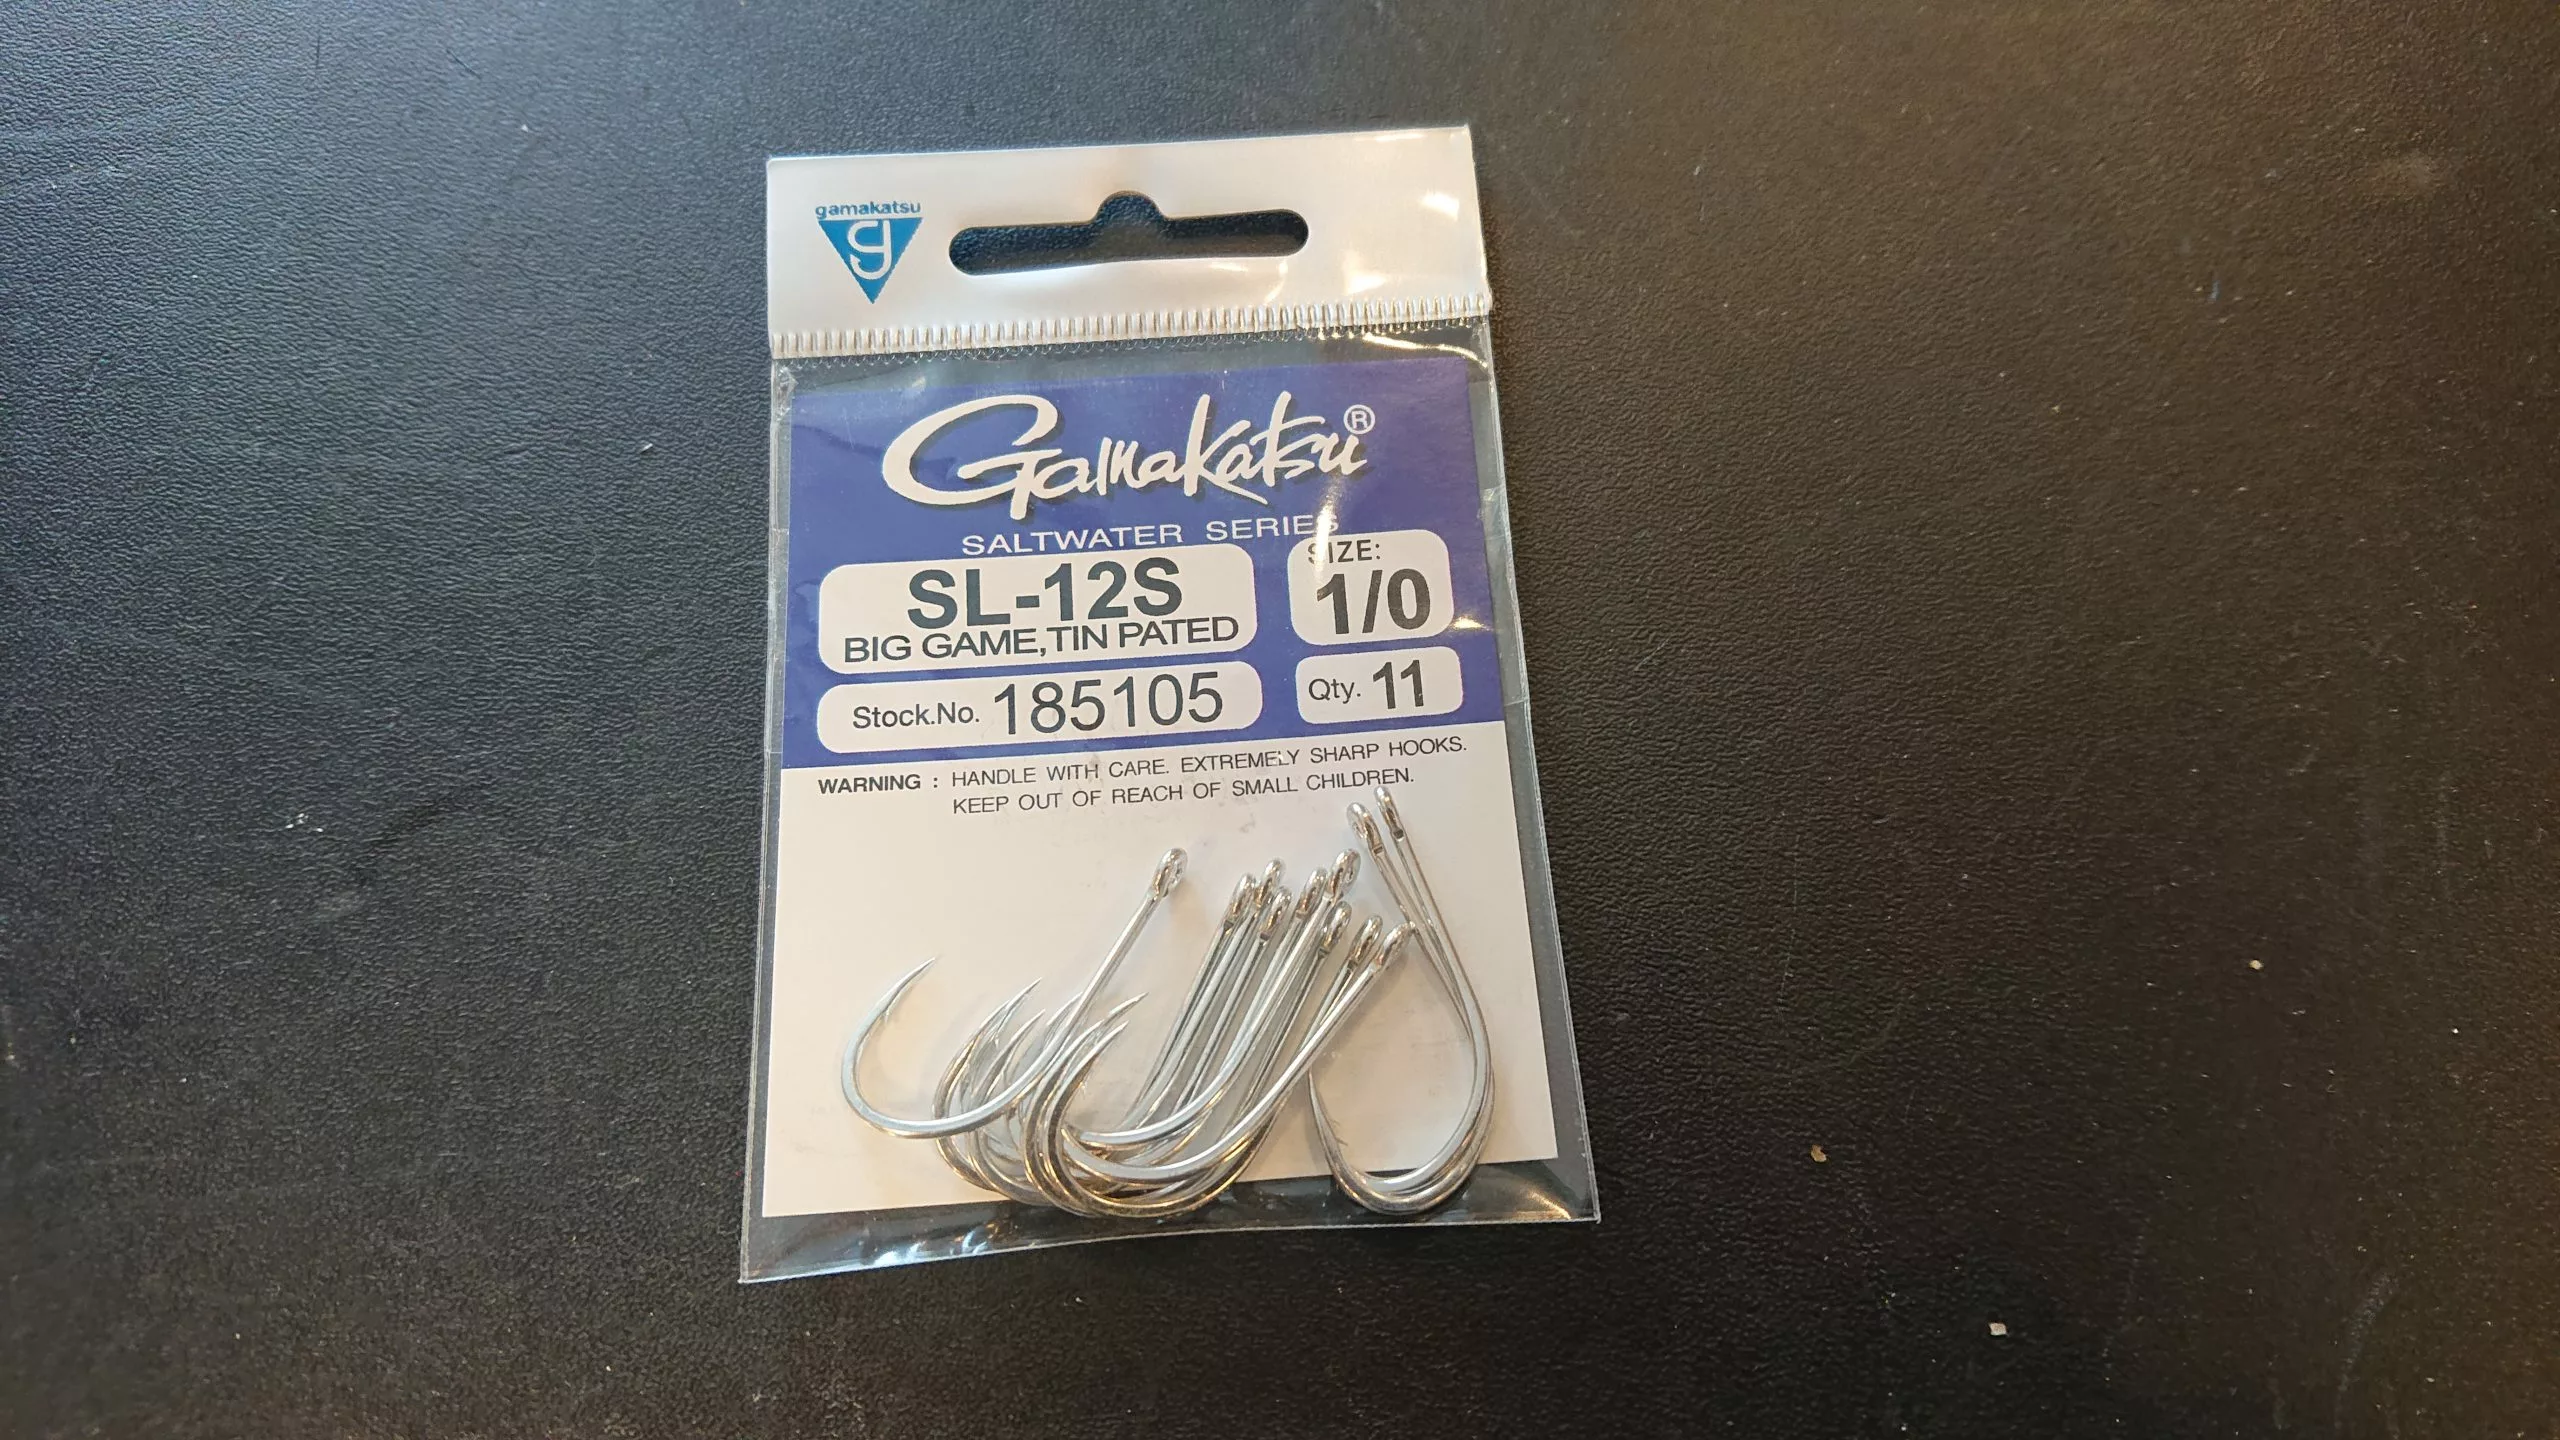 gamakatsu
Gamakatsu®
SALTWATER SERIES
SL-12S
BIG GAME,TIN PATED
SIZE:
1/0
Stock.No. 185105
Qty. 11
WARNING : HANDLE WITH CARE. EXTREMELY SHARP HOOKS.
KEEP OUT OF REACH OF SMALL CHILDREN.